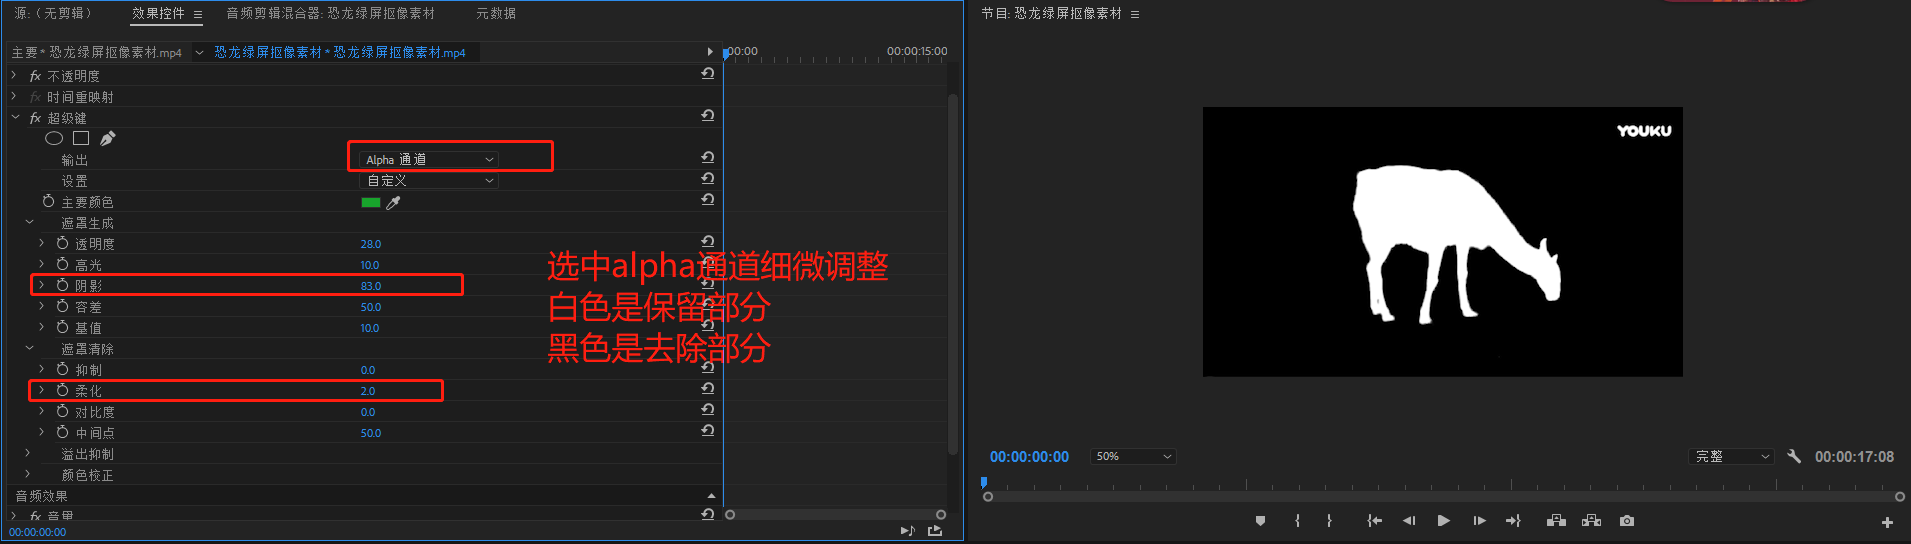 源:（无剪辑）
效果控件
音频剪辑混合器: 恐龙绿屏抠像素材
元数据
节目: 恐龙绿屏抠像素材
主要 * 恐龙绿屏抠像素材.mp4
恐龙绿屏抠像素材 * 恐龙绿屏抠像素材.mp4
:00:00
00:00:15:00
fx 不透明度
fx 时间重映射
fx 超级键
输出
Alpha 通道
设置
自定义
主要颜色
遮罩生成
透明度
28.0
高光
10.0
阴影
83.0
容差
50.0
基值
10.0
遮罩清除
抑制
0.0
柔化
2.0
对比度
0.0
中间点
50.0
溢出抑制
颜色校正
音频效果
fx 音量
00:00:00:00
选中alpha通道细微调整
白色是保留部分
黑色是去除部分
YOUKU
00:00:00:00
50%
完整
00:00:17:08